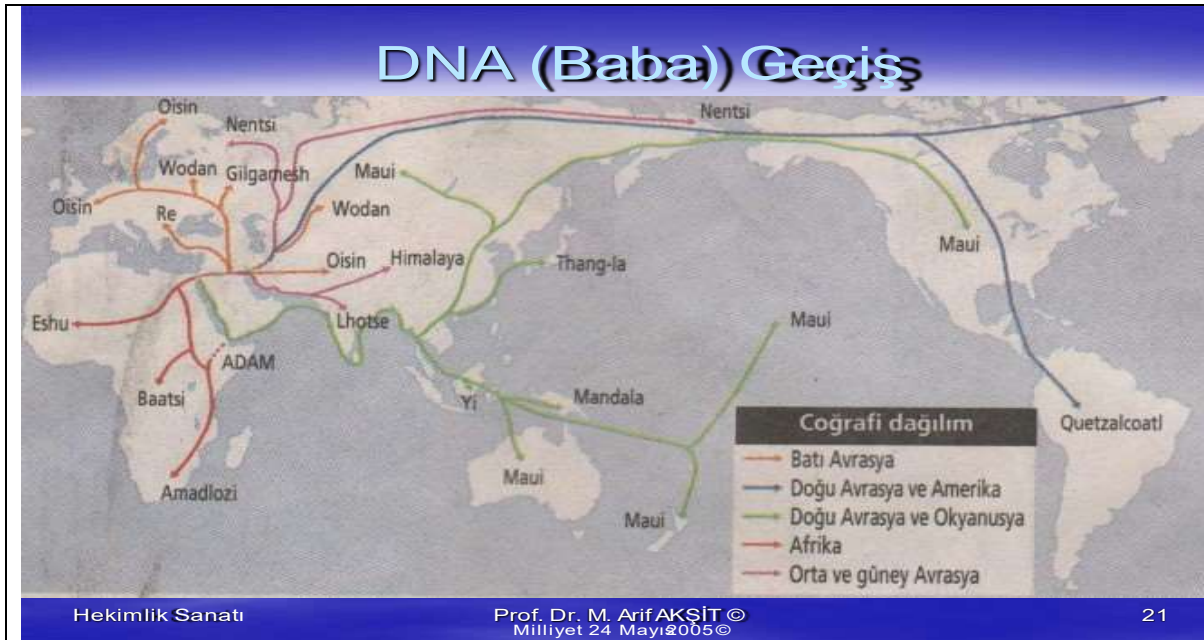 DNA (Baba) Geçiş
Oisin
Nentsi
Nentsi
Wodan
Gilgamesh
Maui
Oisin
Re
Wodan
Maui
Oisin
Himalaya
Thang-la
Eshu
Lhotse
Maui
ADAM
Baatsi
Yi
Mandala
Quetzalcoatl
Amadlozi
Maui
Maui
Coğrafi dağılım
Batı Avrasya
Doğu Avrasya ve Amerika
Doğu Avrasya ve Okyanusya
Afrika
Orta ve güney Avrasya
Hekimlik Sanatı
Prof. Dr. M. Arif AKŞİT ©
21
Milliyet 24 Mayıs2005©